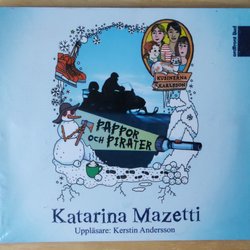 KUSINERNA
KARLSSON
PAPPOR
OCH
PIRATER
Katarina Mazetti
Uppläsare: Kerstin Andersson